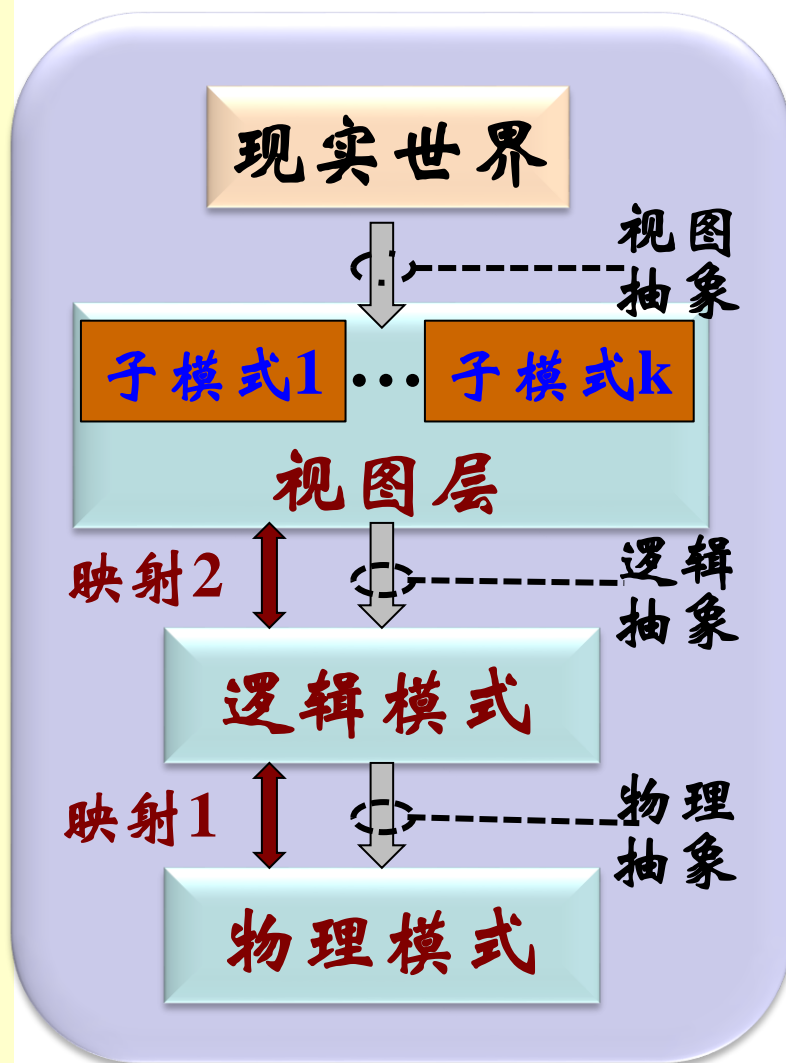 现实世界
视图
抽象
子模式1 ··· 子模式k
视图层
映射2
逻辑
抽象
逻辑模式
映射1
物理
抽象
物理模式